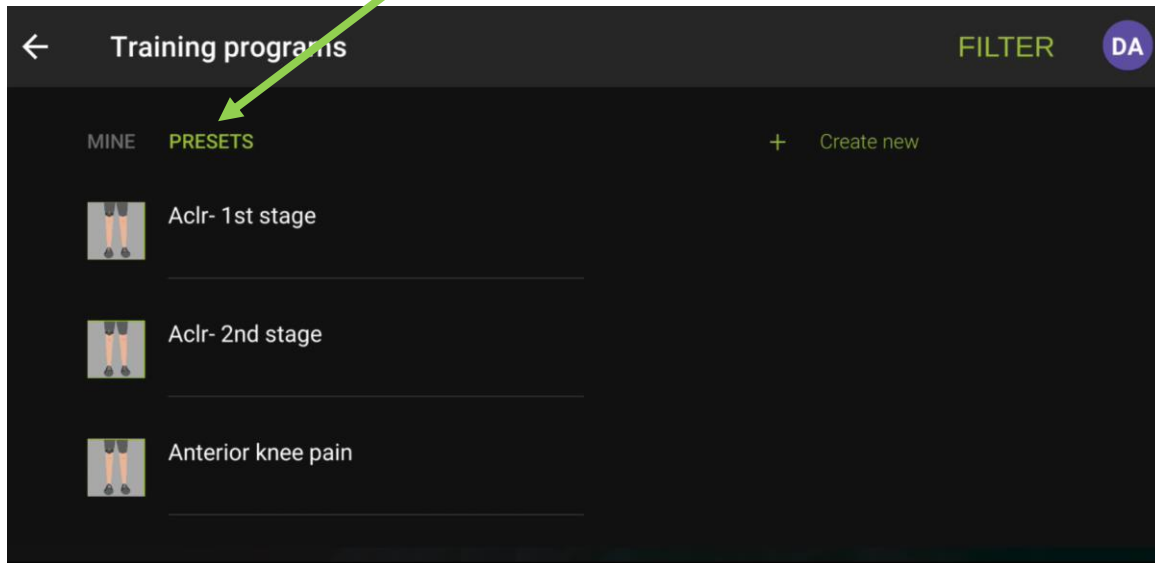 Training programs
FILTER
DA
MINE
PRESETS
+ Create new
Aclr- 1st stage
Aclr- 2nd stage
Anterior knee pain